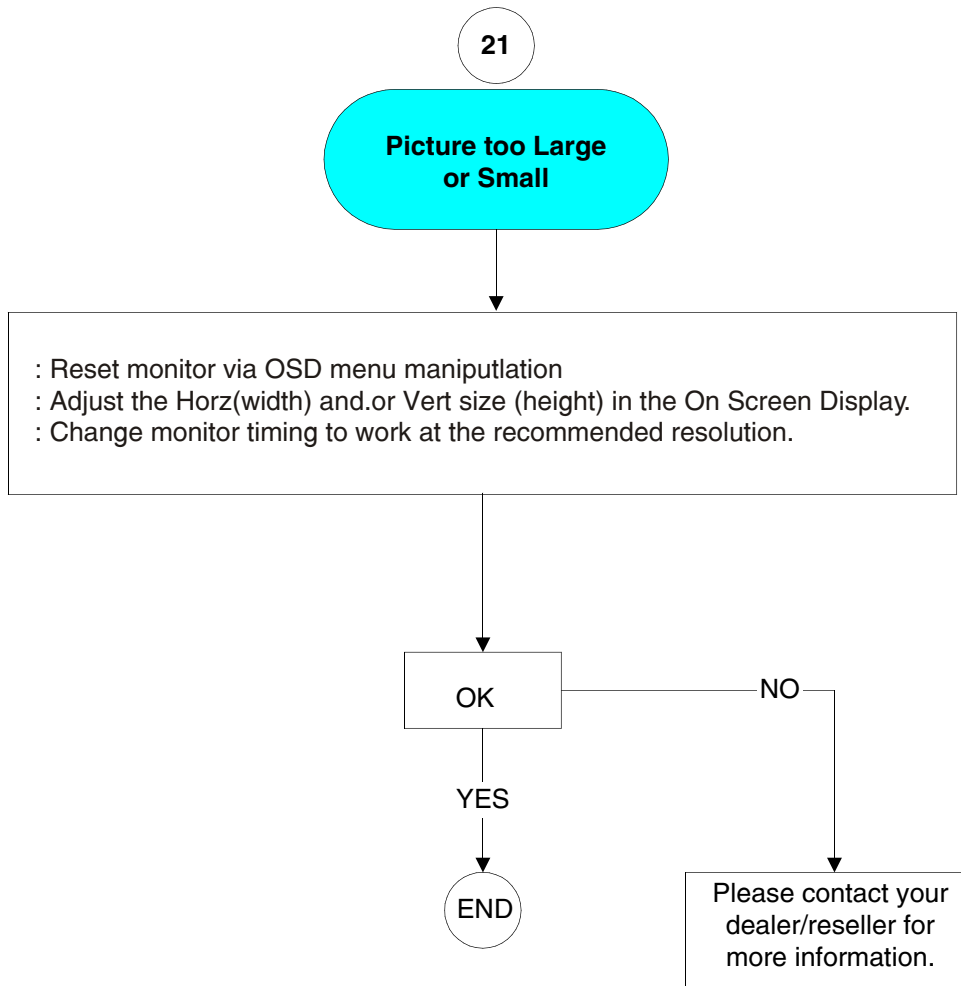 21
Picture too Large
or Small
: Reset monitor via OSD menu maniputlation
: Adjust the Horz(width) and.or Vert size (height) in the On Screen Display.
: Change monitor timing to work at the recommended resolution.
OK
NO
YES
END
Please contact your
dealer/reseller for
more information.